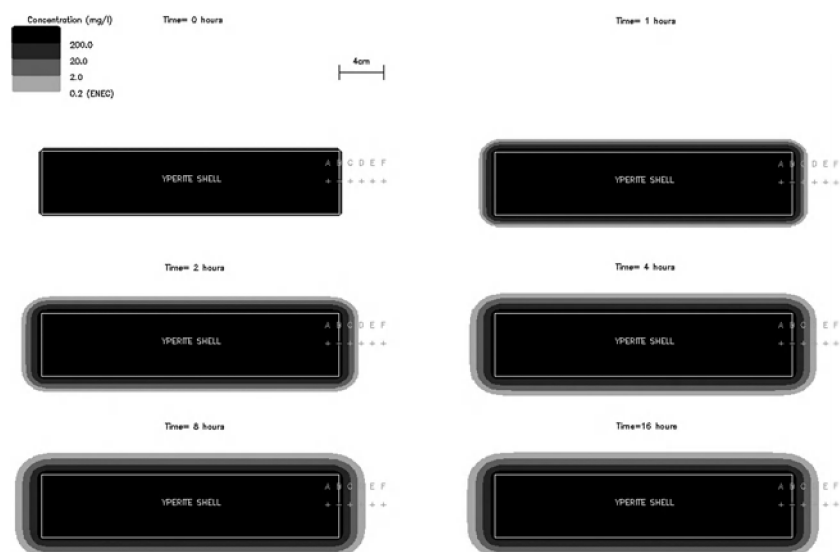 Concentration (mg/l)
Time= 0 hours
Time= 1 hours
200.0
20.0
2.0
0.2 (ENEC)
4cm
A B C D E F
YPERITE SHELL
A B C D E F
YPERITE SHELL
Time= 2 hours
Time= 4 hours
A B C D E F
YPERITE SHELL
A B C D E F
YPERITE SHELL
Time= 8 hours
Time=16 hours
A B C D E F
YPERITE SHELL
A B C D E F
YPERITE SHELL